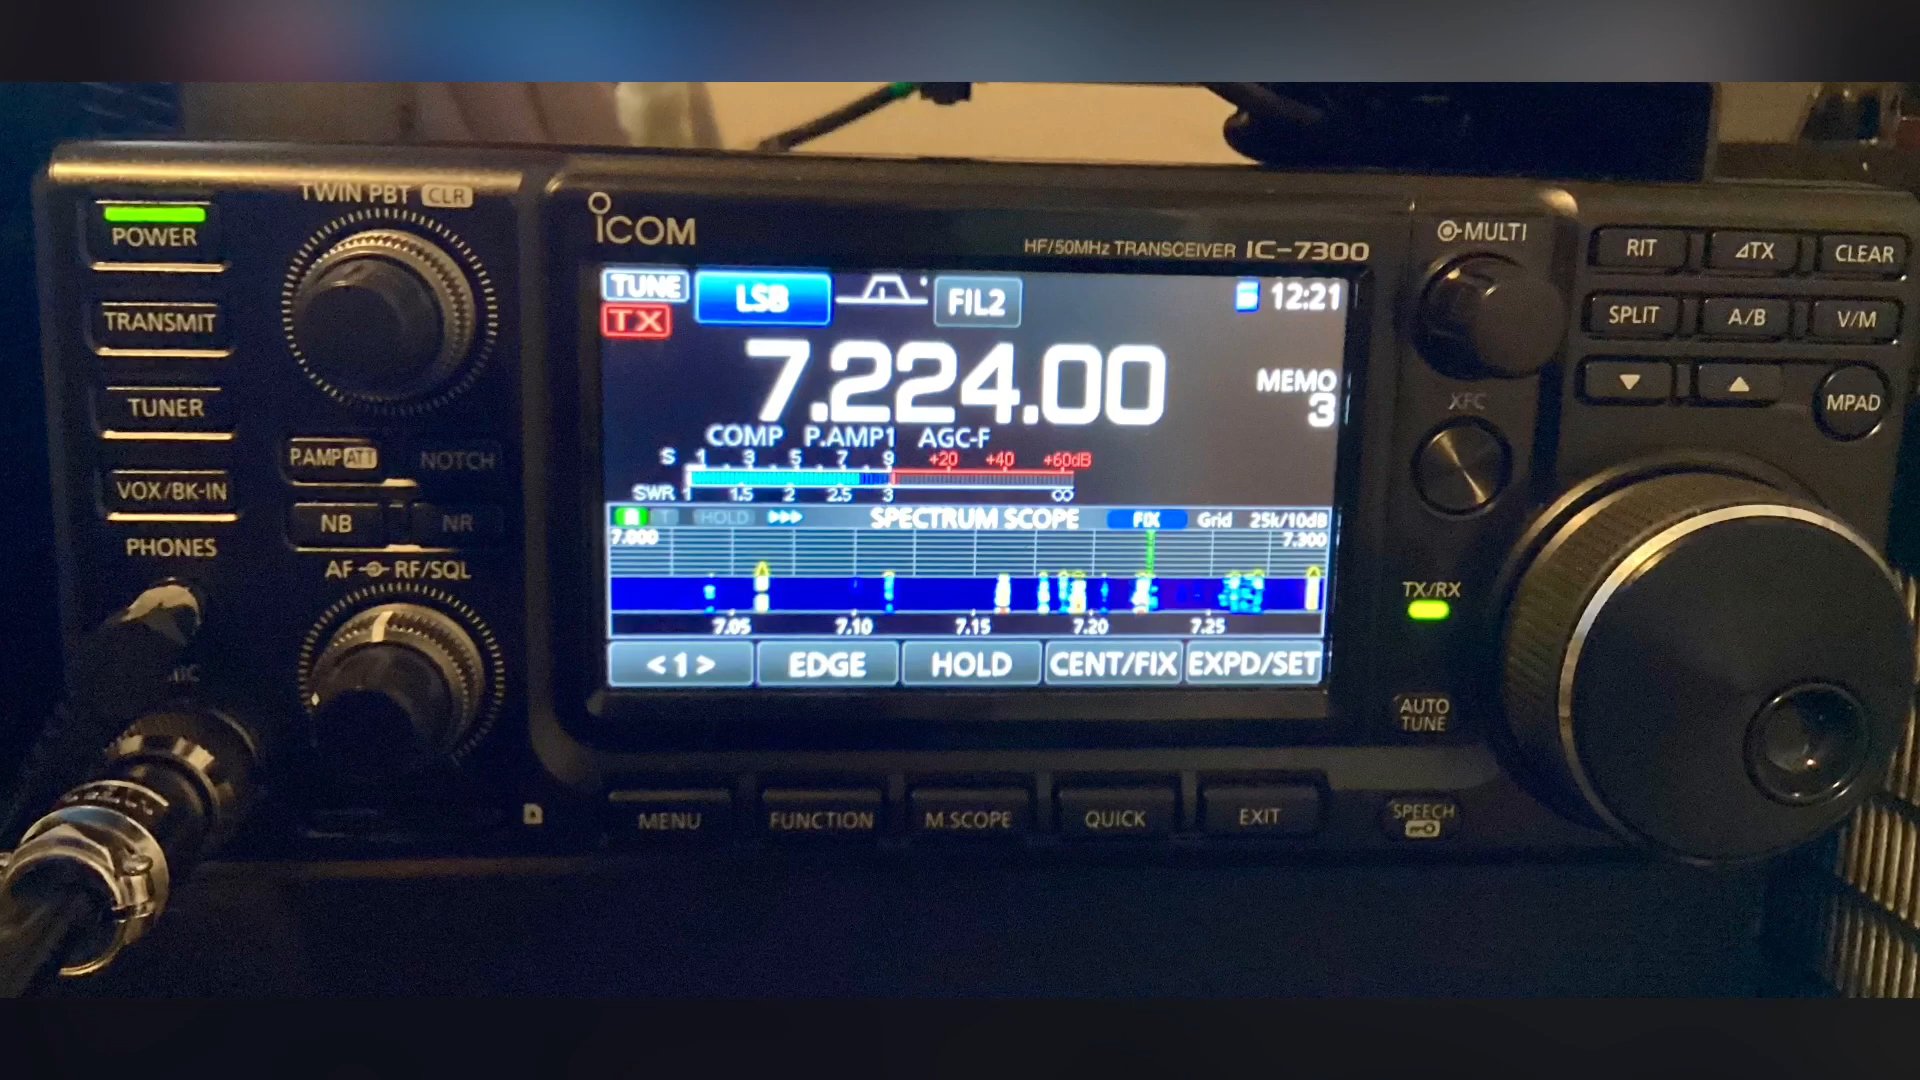 TWIN PBT CLR
POWER
TRANSMIT
TUNER
VOX/BK-IN
P.AMP ATT
NOTCH
NB
NR
PHONES
AF RF/SQL
ICOM
HF/50MHz TRANSCEIVER IC-7300
TUNE
LSB
FIL2
12:21
TX
7.224.00
MEMO
3
COMP P.AMP1 AGC-F
S 1 3 5 7 9 +20 +40 +60dB
SWR 1 1.5 2 2.5 3 ∞
HOLD
SPECTRUM SCOPE
FIX
Grid
25k/10dB
7.000
7.300
7.05 7.10 7.15 7.20 7.25
< 1 >
EDGE
HOLD
CENT/FIX
EXPD/SET
MENU
FUNCTION
M.SCOPE
QUICK
EXIT
MULTI
XFC
TX/RX
AUTO
TUNE
SPEECH
RIT
⊿TX
CLEAR
SPLIT
A/B
V/M
▼
▲
MPAD